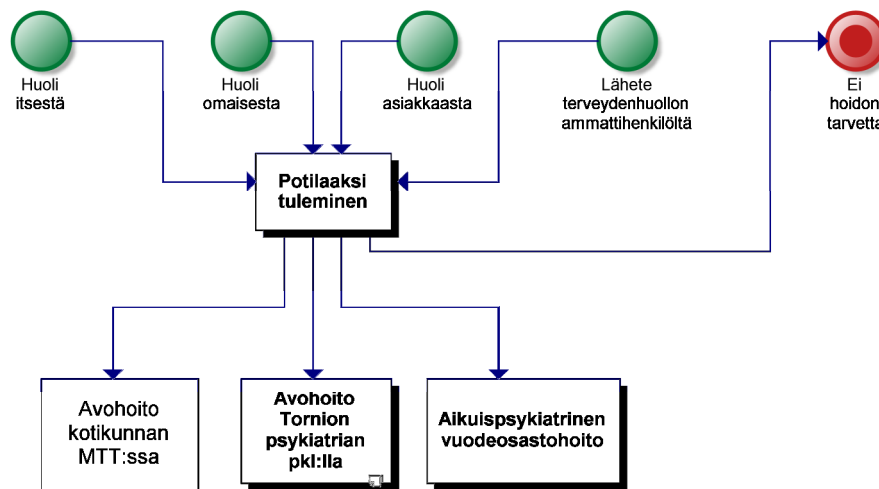 Huoli
itsestä
Huoli
omaisesta
Huoli
asiakkaasta
Lähete
terveydenhuollon
ammattihenkilöltä
Ei
hoidon
tarvetta
Potilaaksi
tuleminen
Avohoito
kotikunnan
MTT:ssa
Avohoito
Tornion
psykiatrian
pkl:lla
Aikuispsykiatrinen
vuodeosastohoito